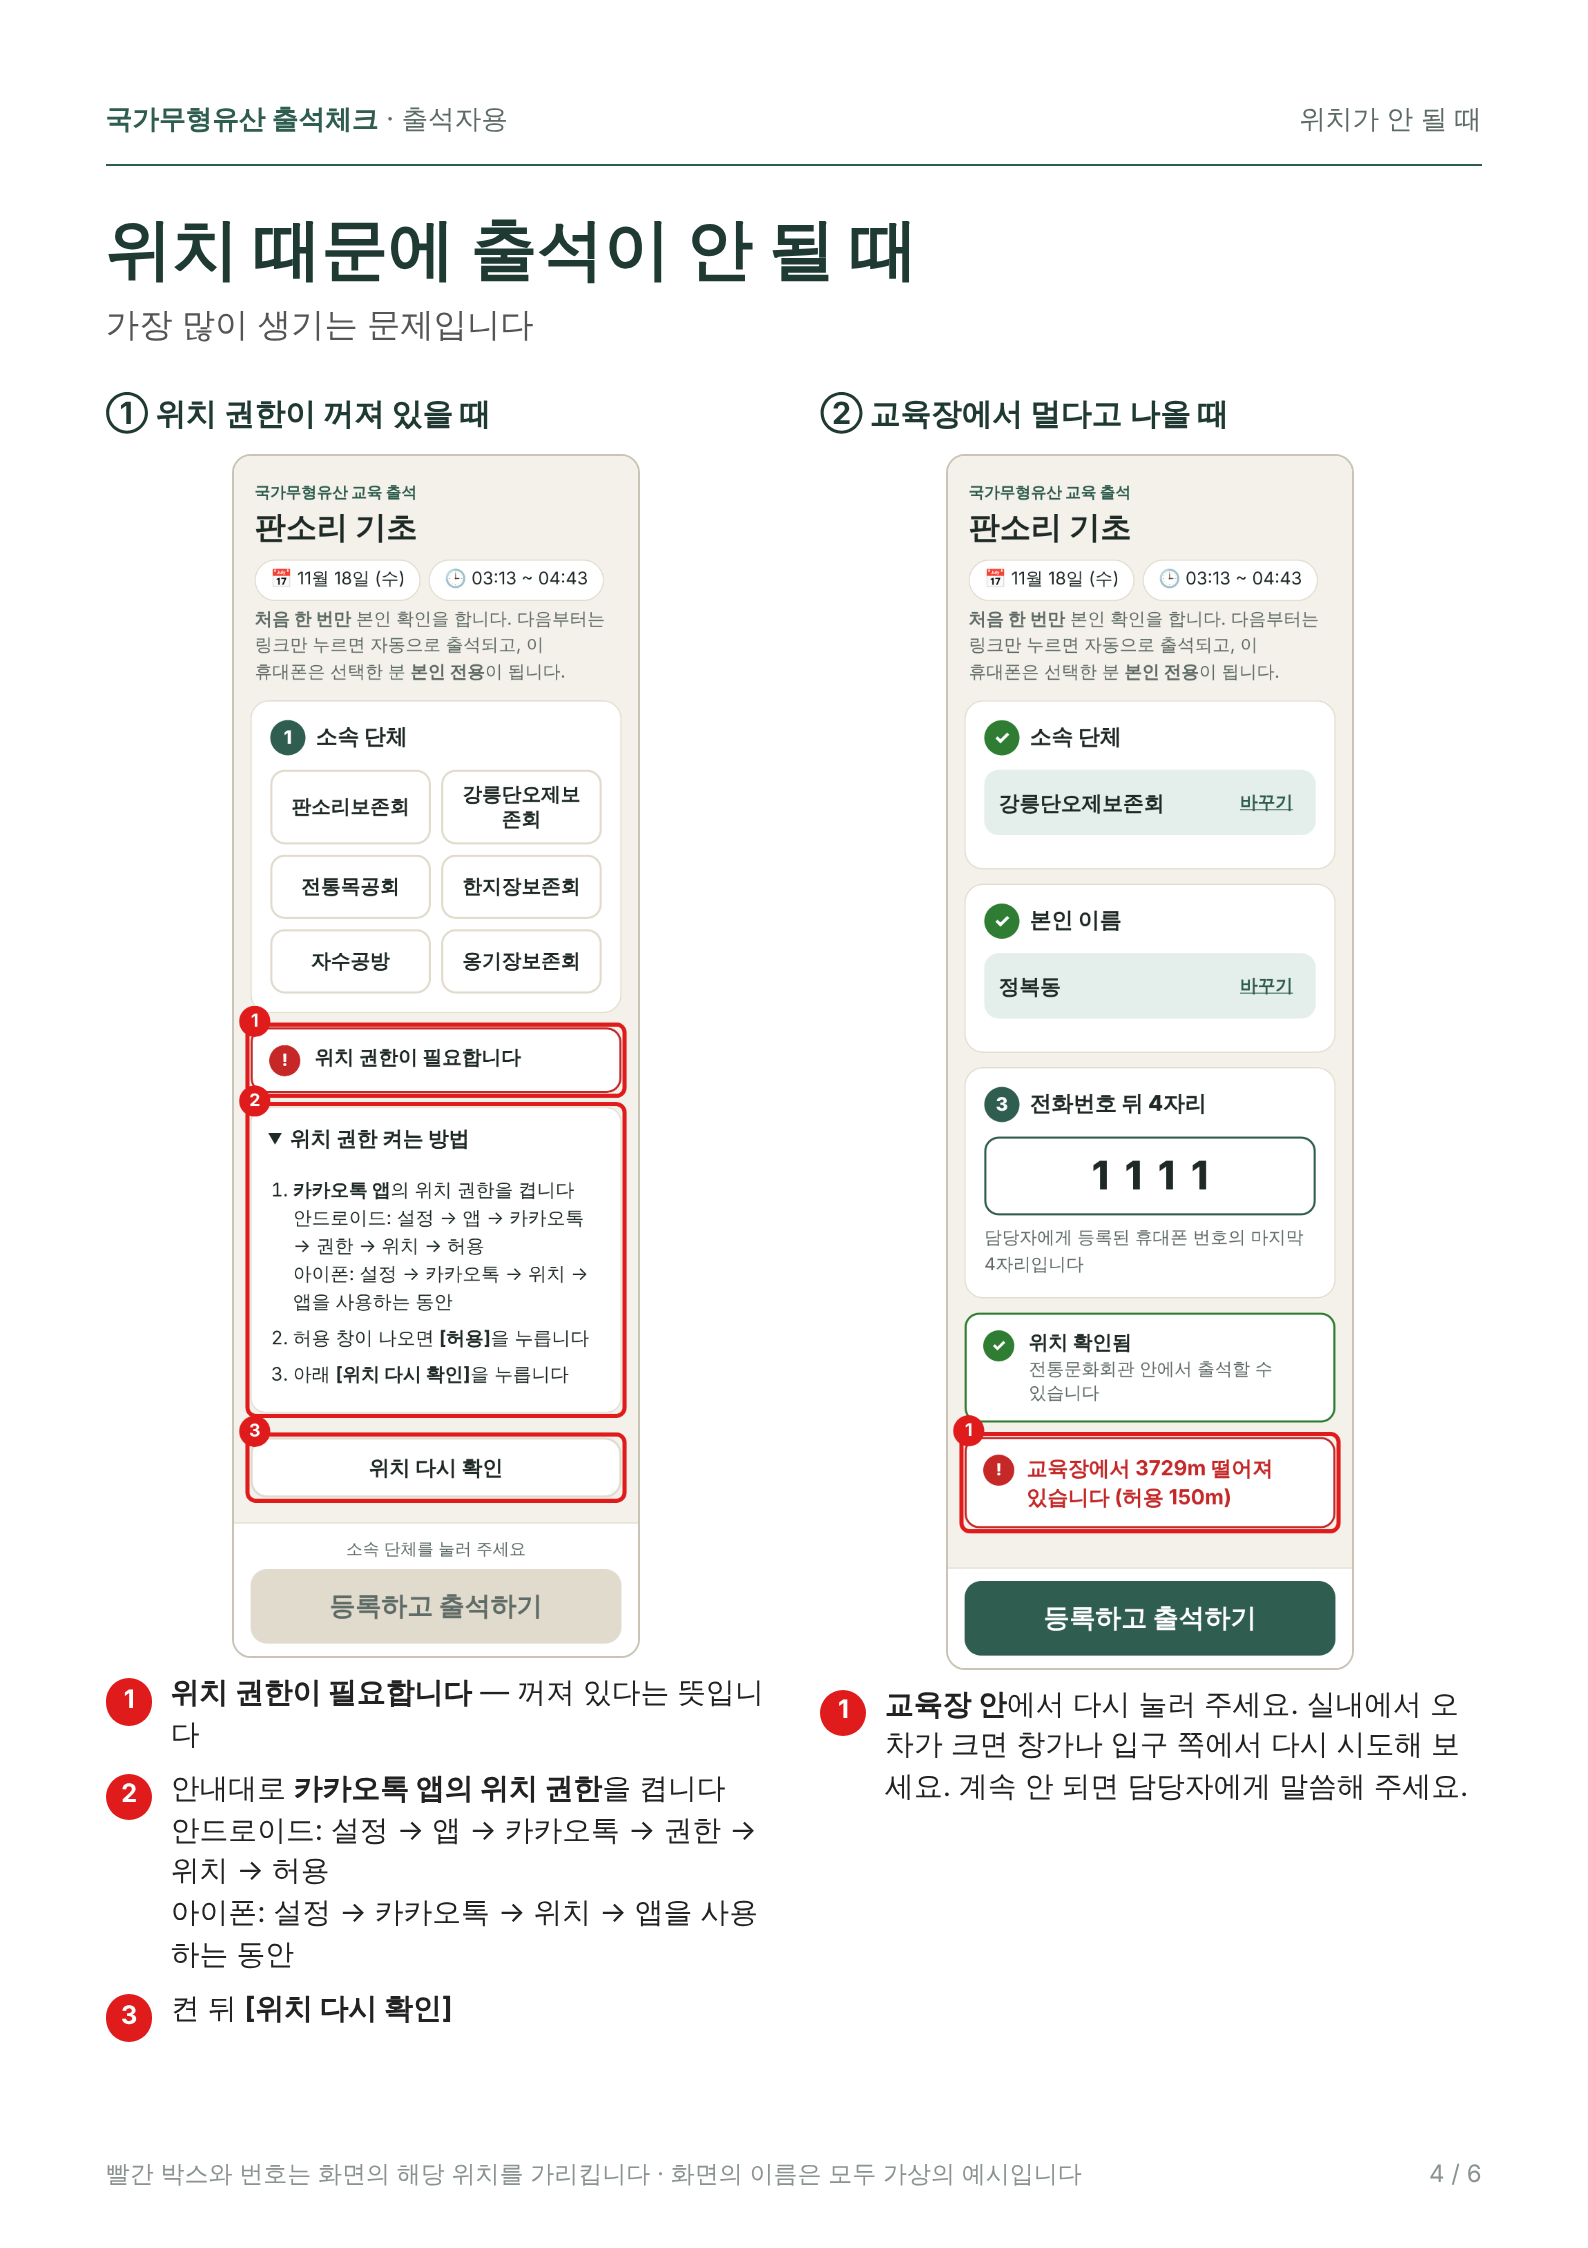 국가무형유산 출석체크 · 출석자용
위치가 안 될 때
위치 때문에 출석이 안 될 때
가장 많이 생기는 문제입니다
① 위치 권한이 꺼져 있을 때
국가무형유산 교육 출석
판소리 기초
📅 11월 18일 (수)
🕒 03:13 ~ 04:43
처음 한 번만 본인 확인을 합니다. 다음부터는
링크만 누르면 자동으로 출석되고, 이
휴대폰은 선택한 분 본인 전용이 됩니다.
1 소속 단체
판소리보존회
강릉단오제보
존회
전통목공회
한지장보존회
자수공방
옹기장보존회
1
! 위치 권한이 필요합니다
2
▼ 위치 권한 켜는 방법
1. 카카오톡 앱의 위치 권한을 켭니다
안드로이드: 설정 → 앱 → 카카오톡
→ 권한 → 위치 → 허용
아이폰: 설정 → 카카오톡 → 위치 →
앱을 사용하는 동안
2. 허용 창이 나오면 [허용]을 누릅니다
3. 아래 [위치 다시 확인]을 누릅니다
3
위치 다시 확인
소속 단체를 눌러 주세요
등록하고 출석하기
1 위치 권한이 필요합니다 — 꺼져 있다는 뜻입니
다
2 안내대로 카카오톡 앱의 위치 권한을 켭니다
안드로이드: 설정 → 앱 → 카카오톡 → 권한 →
위치 → 허용
아이폰: 설정 → 카카오톡 → 위치 → 앱을 사용
하는 동안
3 켠 뒤 [위치 다시 확인]
② 교육장에서 멀다고 나올 때
국가무형유산 교육 출석
판소리 기초
📅 11월 18일 (수)
🕒 03:13 ~ 04:43
처음 한 번만 본인 확인을 합니다. 다음부터는
링크만 누르면 자동으로 출석되고, 이
휴대폰은 선택한 분 본인 전용이 됩니다.
✓ 소속 단체
강릉단오제보존회 바꾸기
✓ 본인 이름
정복동 바꾸기
3 전화번호 뒤 4자리
1111
담당자에게 등록된 휴대폰 번호의 마지막
4자리입니다
✓ 위치 확인됨
전통문화회관 안에서 출석할 수
있습니다
1
! 교육장에서 3729m 떨어져
있습니다 (허용 150m)
등록하고 출석하기
1 교육장 안에서 다시 눌러 주세요. 실내에서 오
차가 크면 창가나 입구 쪽에서 다시 시도해 보
세요. 계속 안 되면 담당자에게 말씀해 주세요.
빨간 박스와 번호는 화면의 해당 위치를 가리킵니다 · 화면의 이름은 모두 가상의 예시입니다
4 / 6